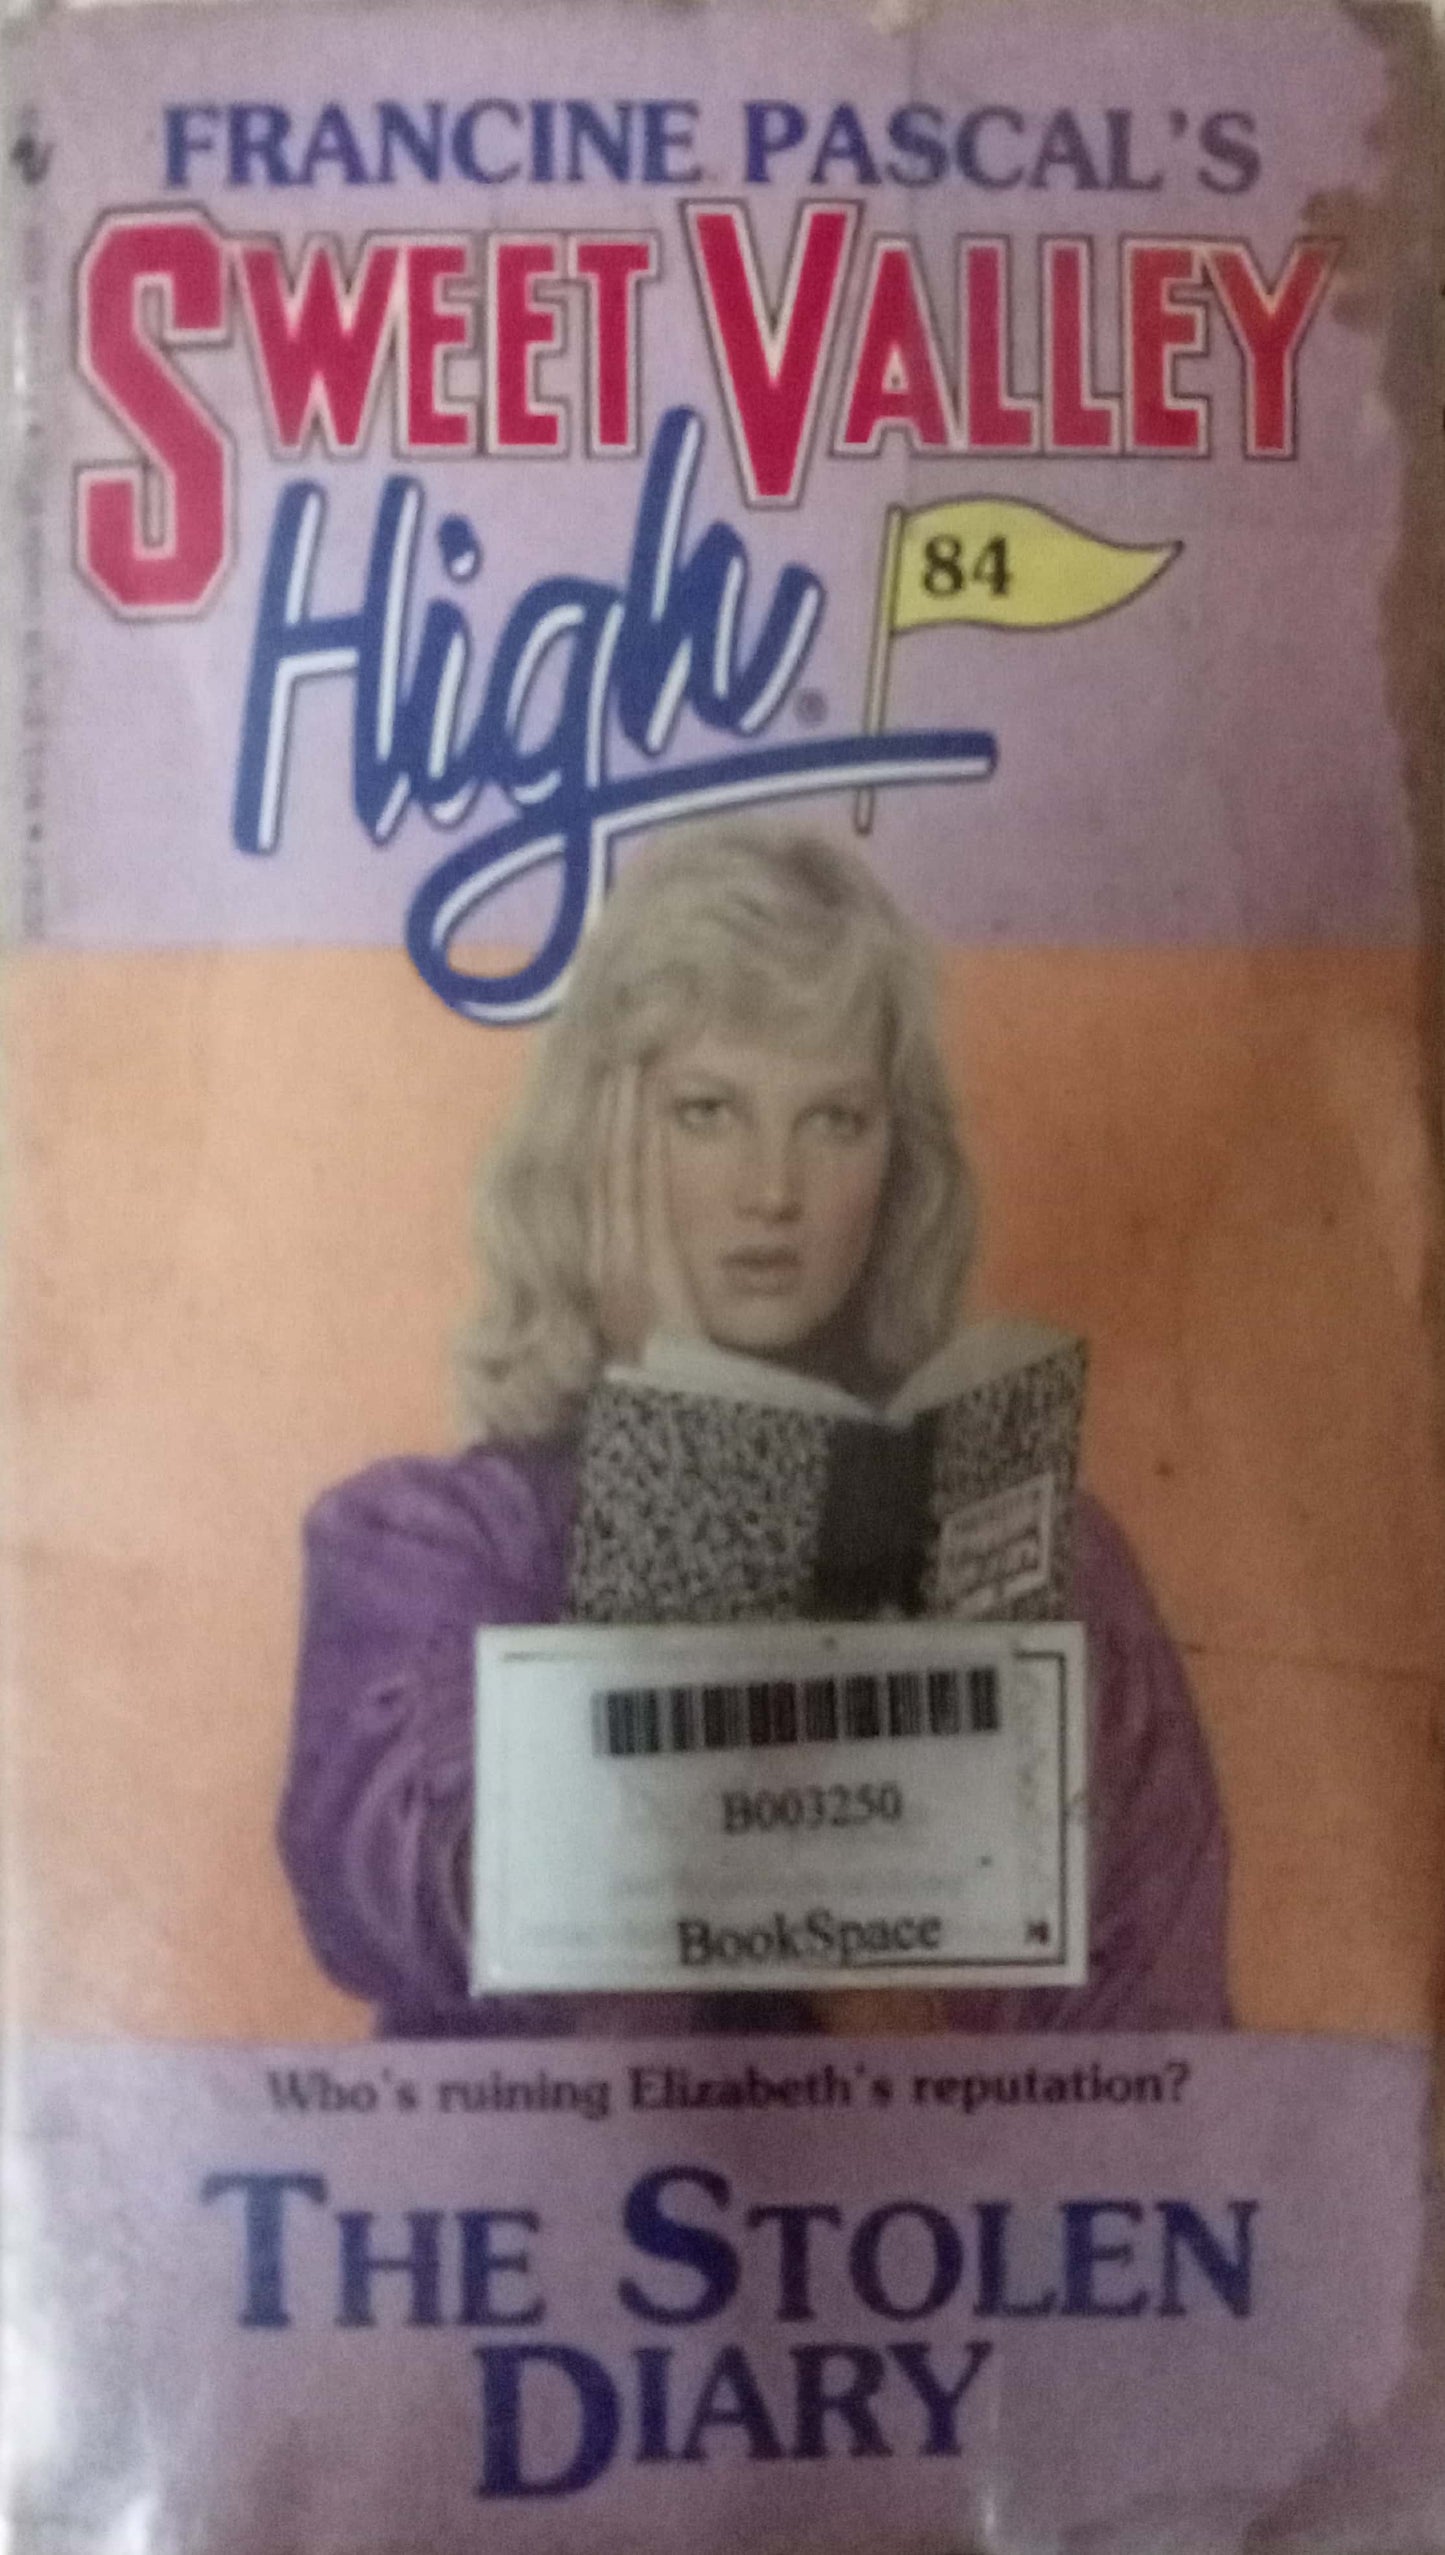 FRANCINE PASCAL'S
SWEET VALLEY
High®
84
B003250
BookSpace
Who's ruining Elizabeth's reputation?
THE STOLEN
DIARY